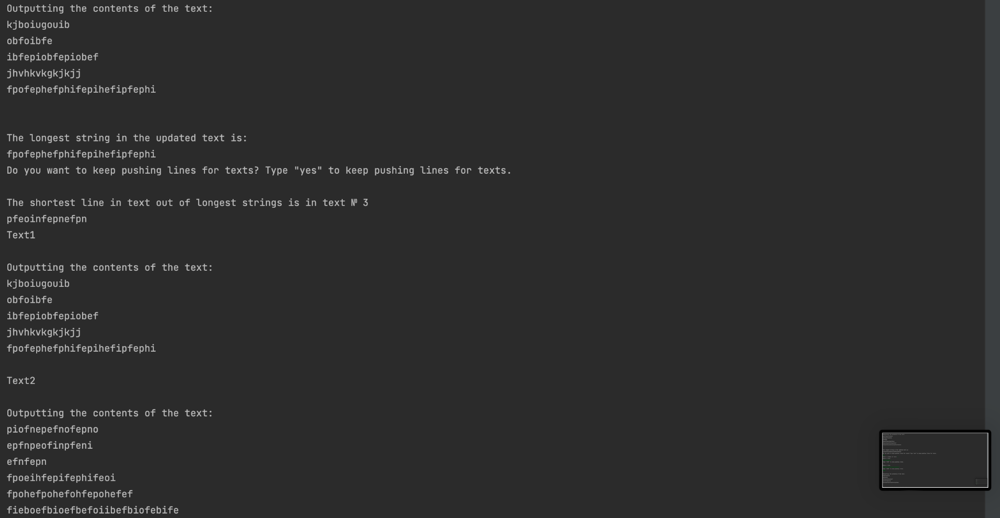 Outputting the contents of the text:
kjboiugouib
obfoibfe
ibfepiobfepiobef
jhvhkvkgkjkjj
fpofephefphifepihefipfephi
The longest string in the updated text is:
fpofephefphifepihefipfephi
Do you want to keep pushing lines for texts? Type "yes" to keep pushing lines for texts.
The shortest line in text out of longest strings is in text № 3
pfeoinfepnefpn
Text1
Outputting the contents of the text:
kjboiugouib
obfoibfe
ibfepiobfepiobef
jhvhkvkgkjkjj
fpofephefphifepihefipfephi
Text2
Outputting the contents of the text:
piofnepefnofepno
epfnpeofinpfeni
efnfepn
fpoeihfepifephifeoi
fpohefpohefohfepohefef
fieboefbioefbefoiibefbiofebife